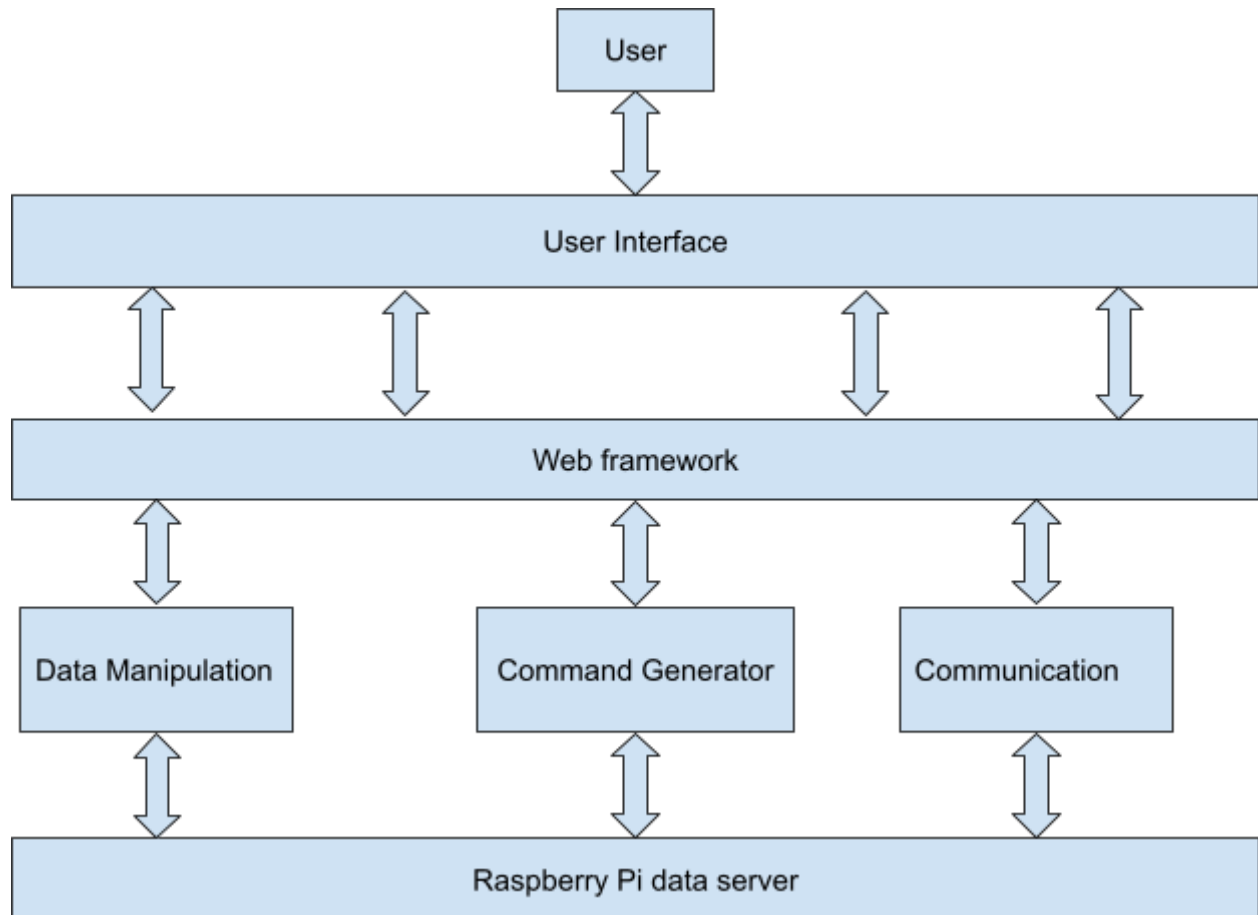 User
User Interface
Web framework
Data Manipulation
Command Generator
Communication
Raspberry Pi data server